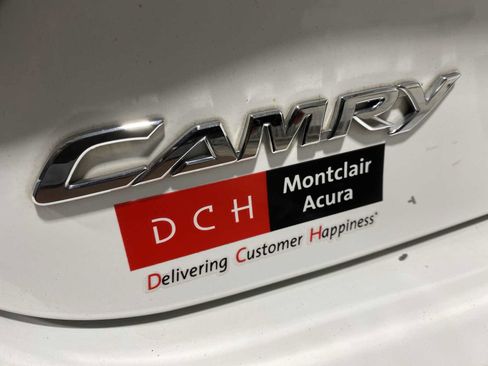 CAMRY
DCH
Montclair
Acura
Delivering Customer Happiness*